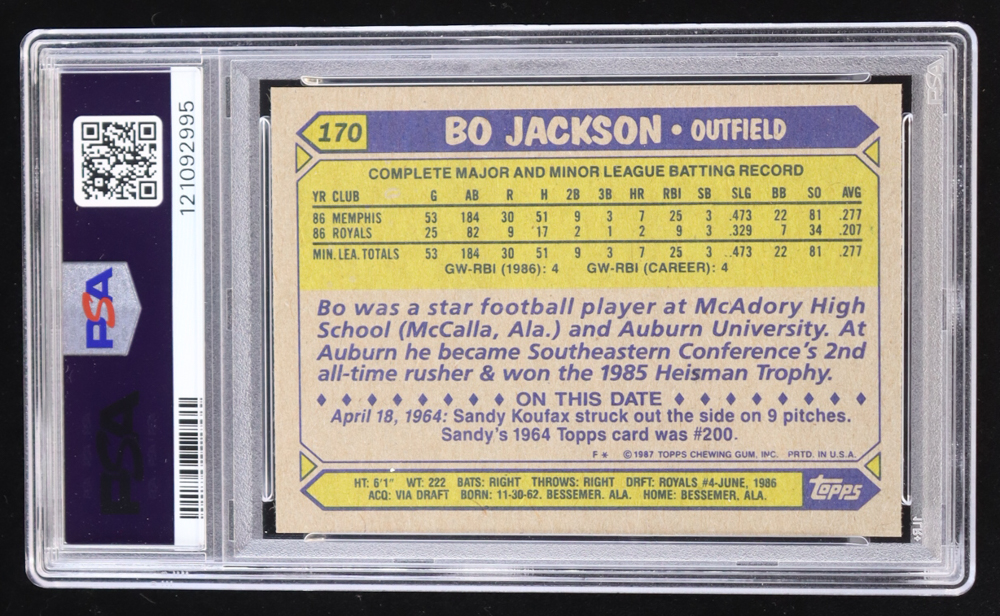 121092995
PSA
PSA
170
BO JACKSON • OUTFIELD
COMPLETE MAJOR AND MINOR LEAGUE BATTING RECORD
YR CLUB G AB R H 2B 3B HR RBI SB SLG BB SO AVG
86 MEMPHIS 53 184 30 51 9 3 7 25 3 .473 22 81 .277
86 ROYALS 25 82 9 17 2 1 2 9 3 .329 7 34 .207
MIN. LEA. TOTALS 53 184 30 51 9 3 7 25 3 .473 22 81 .277
GW-RBI (1986): 4 GW-RBI (CAREER): 4
Bo was a star football player at McAdory High
School (McCalla, Ala.) and Auburn University. At
Auburn he became Southeastern Conference's 2nd
all-time rusher & won the 1985 Heisman Trophy.
♦ ♦ ♦ ♦ ♦ ♦ ♦ ♦ ON THIS DATE ♦ ♦ ♦ ♦ ♦ ♦ ♦ ♦
April 18, 1964: Sandy Koufax struck out the side on 9 pitches.
Sandy's 1964 Topps card was #200.
F * ©1987 TOPPS CHEWING GUM, INC. PRTD. IN U.S.A.
HT: 6'1" WT: 222 BATS: RIGHT THROWS: RIGHT DRFT: ROYALS #4-JUNE, 1986
ACQ: VIA DRAFT BORN: 11-30-62, BESSEMER, ALA. HOME: BESSEMER, ALA.
topps
PSA